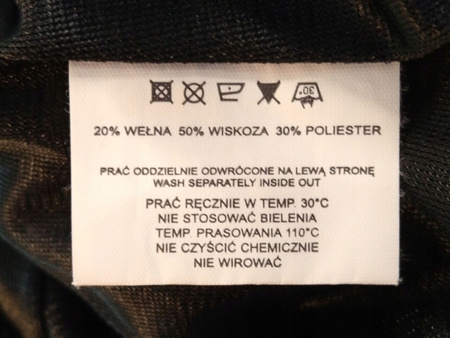 30°
20% WEŁNA 50% WISKOZA 30% POLIESTER
PRAĆ ODDZIELNIE ODWRÓCONE NA LEWĄ STRONĘ
WASH SEPARATELY INSIDE OUT
PRAĆ RĘCZNIE W TEMP. 30°C
NIE STOSOWAĆ BIELENIA
TEMP. PRASOWANIA 110°C
NIE CZYŚCIĆ CHEMICZNIE
NIE WIROWAĆ